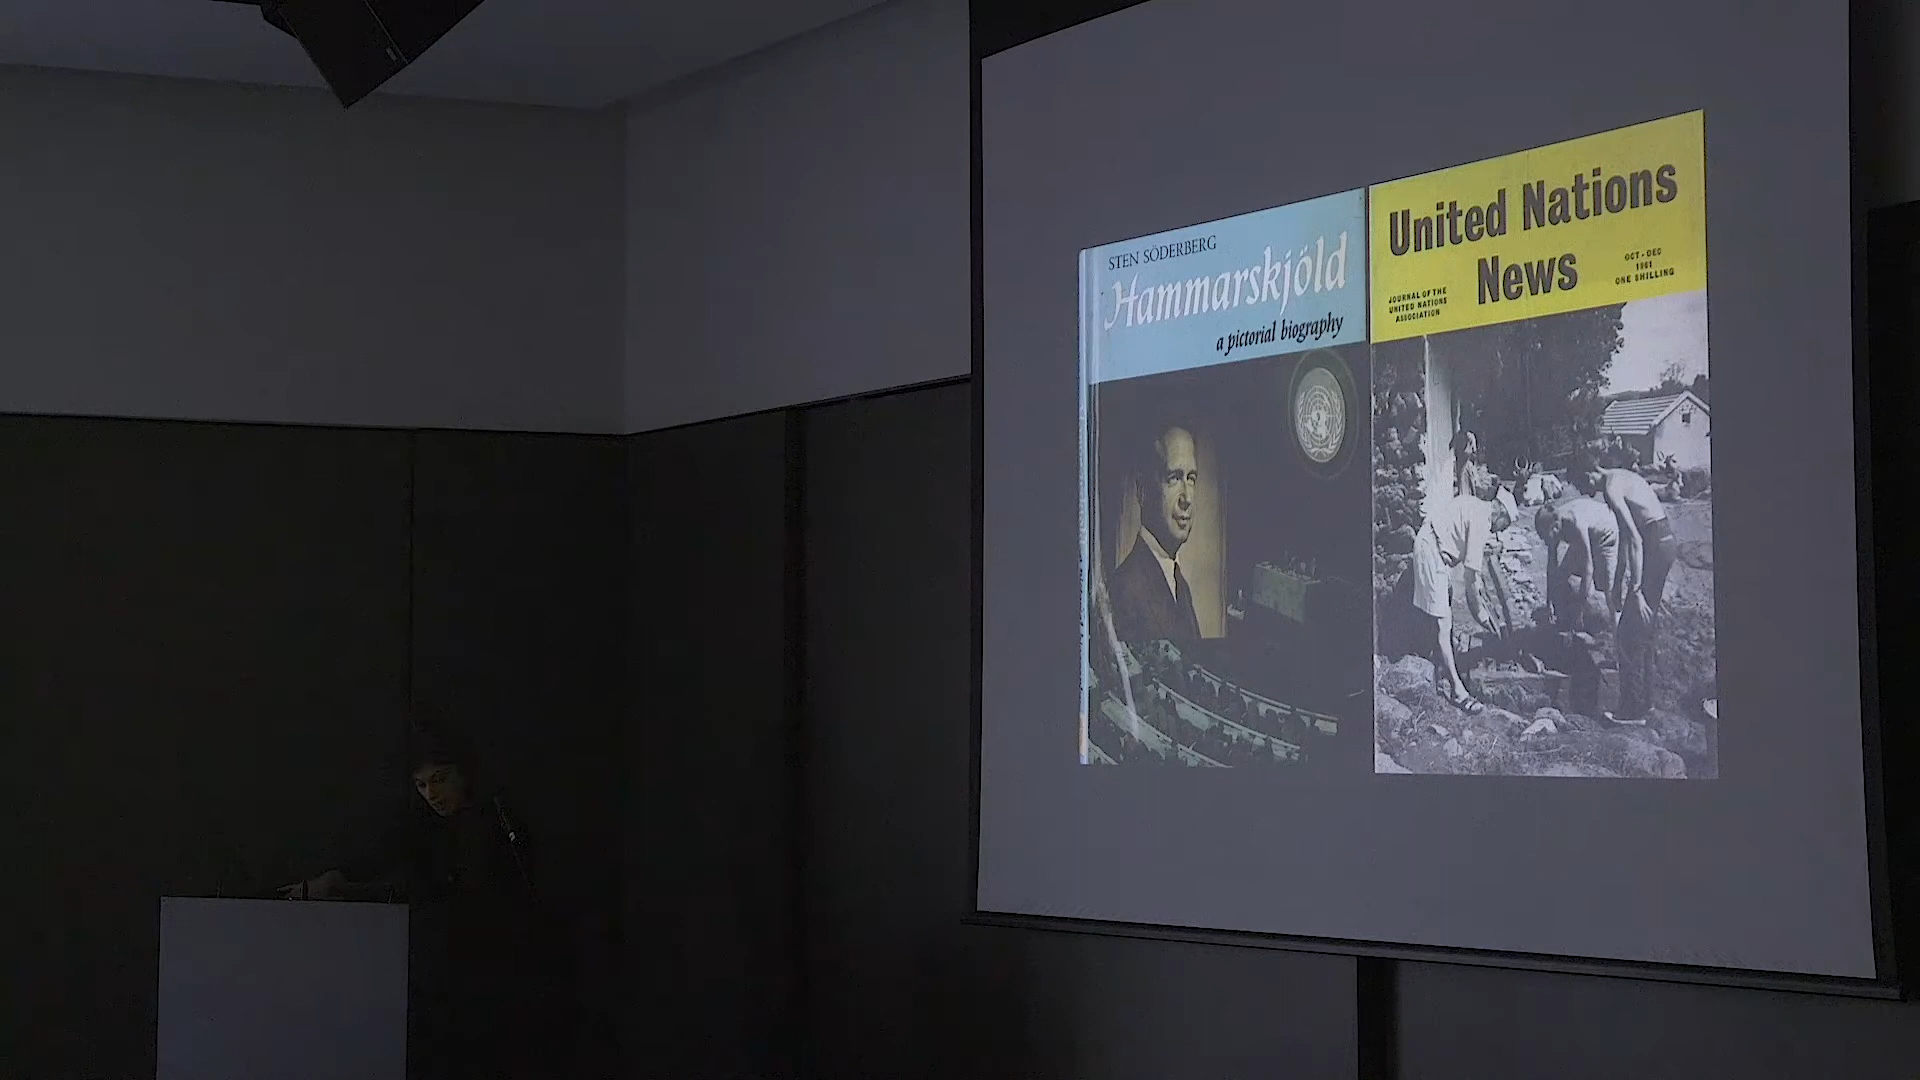 STEN SÖDERBERG
Hammarskjöld
a pictorial biography
United Nations
News
JOURNAL OF THE
UNITED NATIONS
ASSOCIATION
OCT - DEC
1961
ONE SHILLING